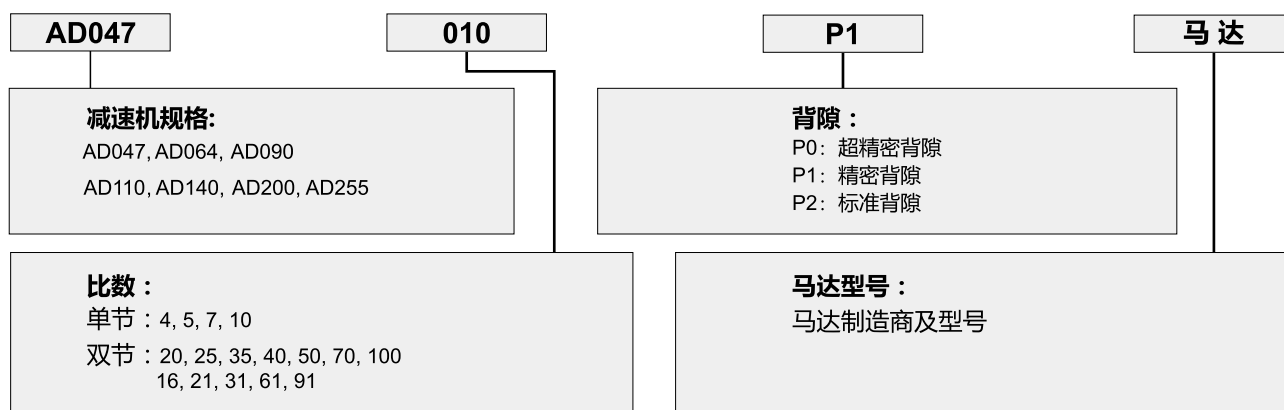 AD047
010
P1
马达
减速机规格:
AD047, AD064, AD090
AD110, AD140, AD200, AD255
背隙：
P0：超精密背隙
P1：精密背隙
P2：标准背隙
比数：
单节：4, 5, 7, 10
双节：20, 25, 35, 40, 50, 70, 100
16, 21, 31, 61, 91
马达型号：
马达制造商及型号